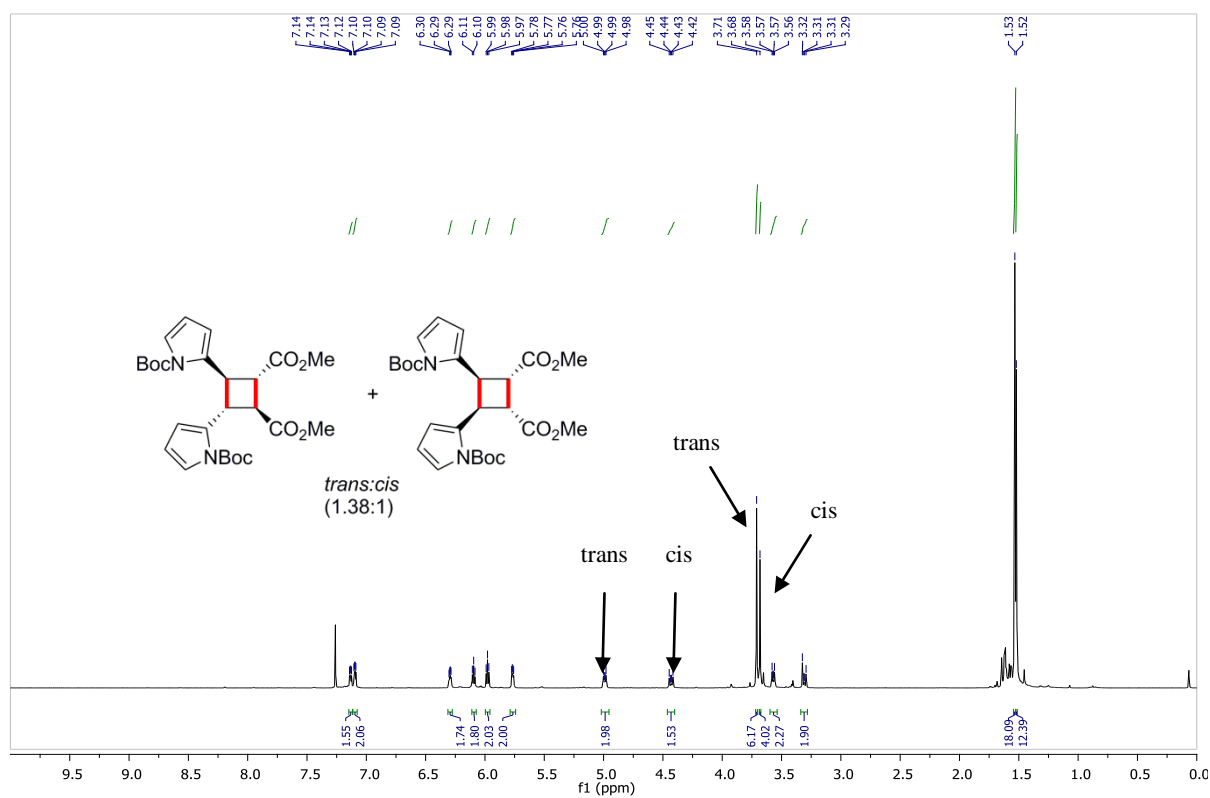 7.14 7.14 7.13 7.12 7.10 7.10 7.09 7.09 6.30 6.29 6.29 6.11 6.10 5.99 5.98 5.97 5.78 5.77 5.76 5.76 5.00 4.99 4.99 4.98 4.45 4.44 4.43 4.42 3.71 3.68 3.58 3.57 3.57 3.56 3.32 3.31 3.31 3.29 1.53 1.52
BocN CO2Me
CO2Me
NBoc
+
BocN CO2Me
CO2Me
NBoc
trans:cis
(1.38:1)
trans
cis
trans
cis
1.55 2.06 1.74 1.80 2.03 2.00 1.98 1.53 6.17 4.02 2.27 1.90 18.09 12.39
9.5 9.0 8.5 8.0 7.5 7.0 6.5 6.0 5.5 5.0 4.5 4.0 3.5 3.0 2.5 2.0 1.5 1.0 0.5 0.0
f1 (ppm)